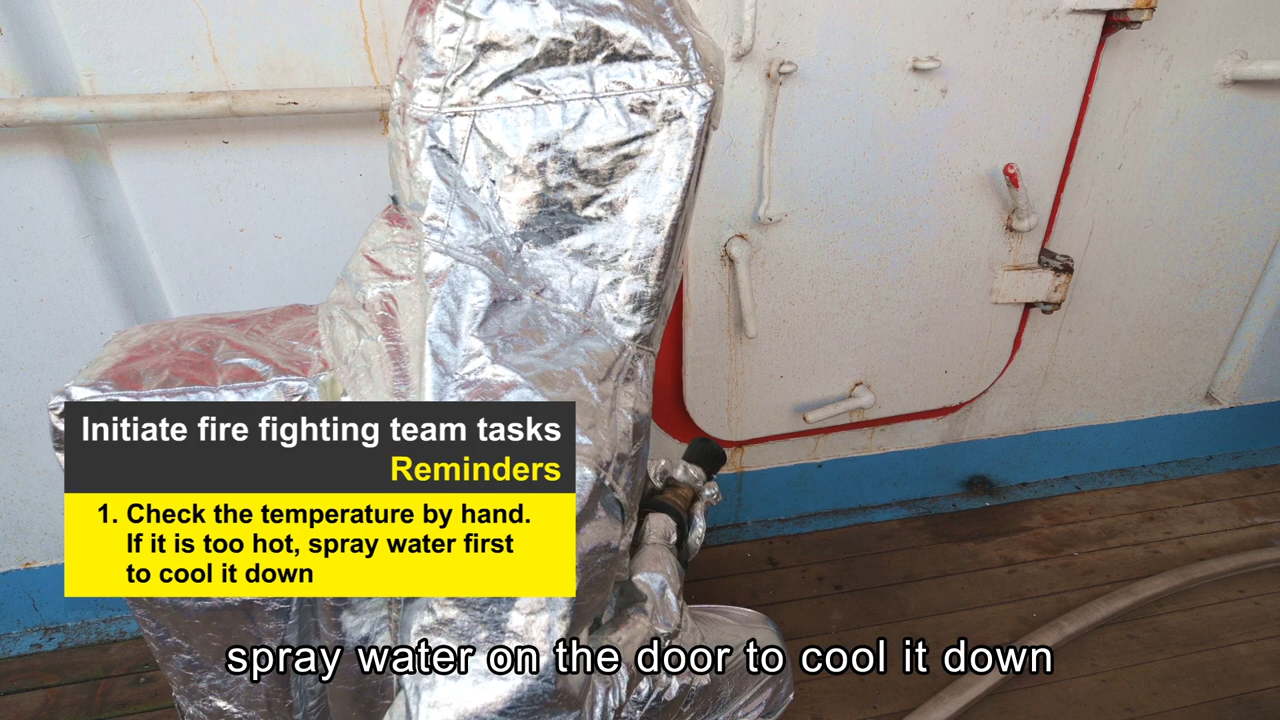 Initiate fire fighting team tasks
Reminders
1. Check the temperature by hand.
If it is too hot, spray water first
to cool it down
spray water on the door to cool it down